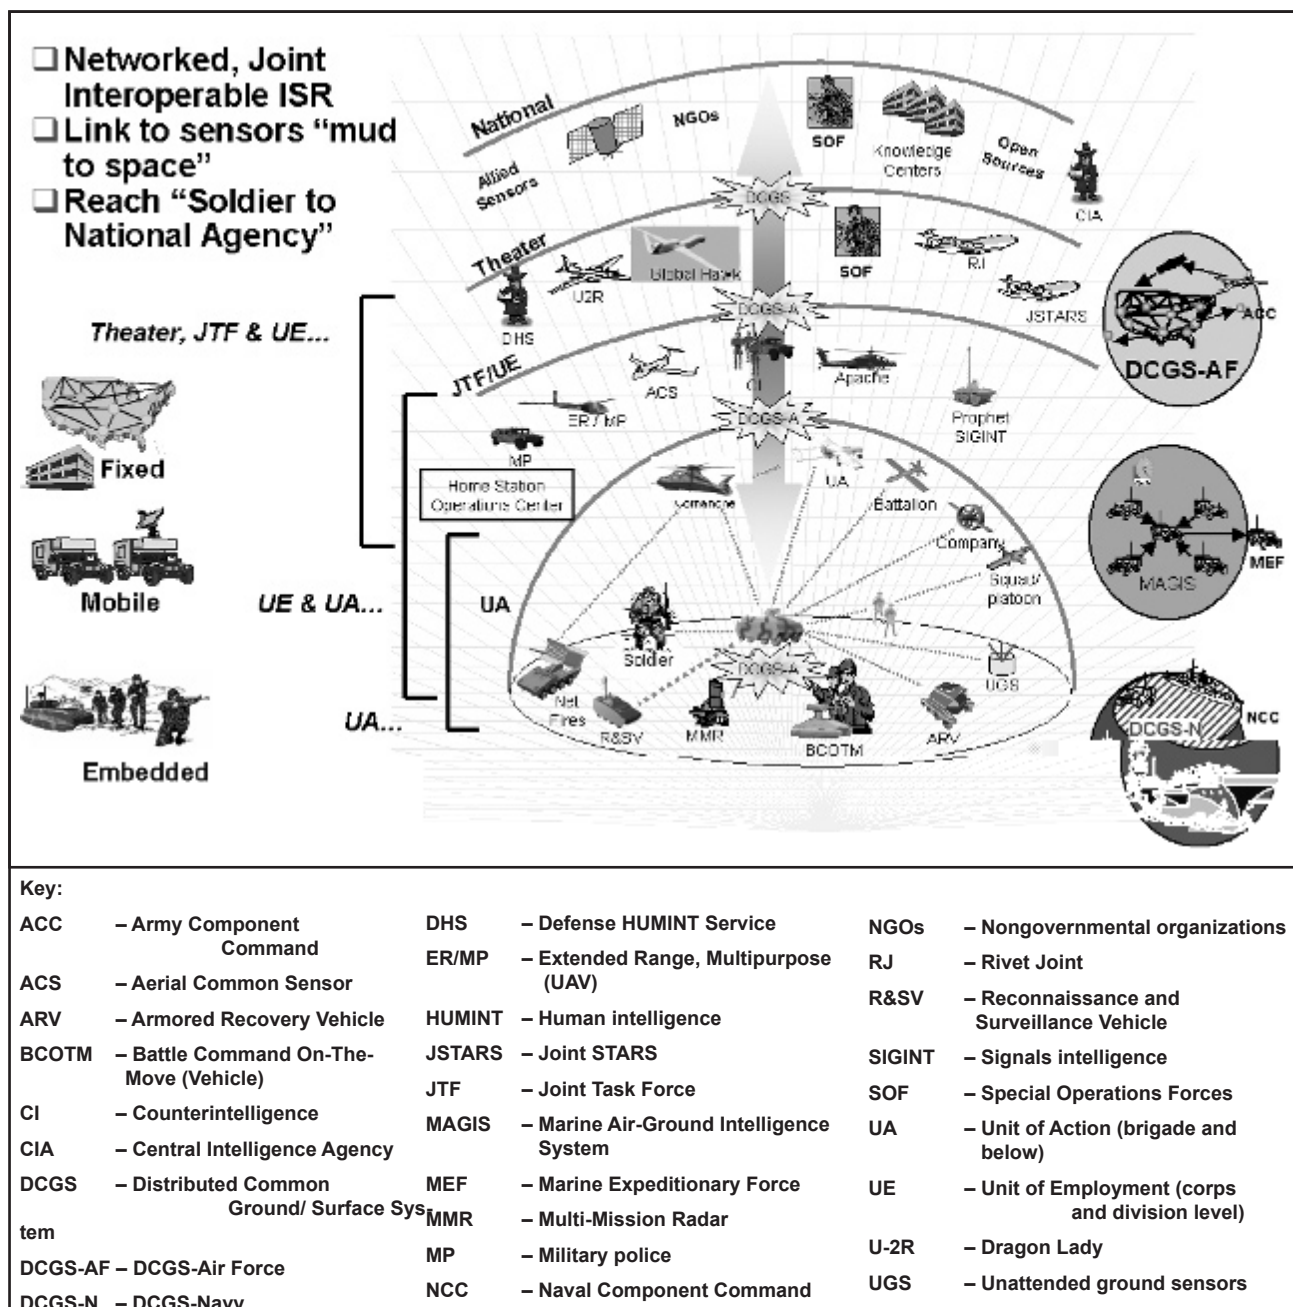 ❑ Networked, Joint
Interoperable ISR
❑ Link to sensors “mud
to space”
❑ Reach “Soldier to
National Agency”
National
Allied
Sensors
NGOs
SOF
Knowledge
Centers
Open
Sources
CIA
DCGS
Theater
DHS
U2R
Global Hawk
SOF
RJ
JSTARS
DCGS-A
Theater, JTF & UE...
JTF/UE
ACS
CI
Apache
Prophet
SIGINT
ER / MP
MP
DCGS-A
Home Station
Operations Center
Comanche
UA
Battalion
Company
Squad/
platoon
Fixed
Mobile
Embedded
UE & UA...
UA
UA...
Soldier
DCGS-A
Net
Fires
R&SV
MMR
BCOTM
ARV
UGS
ACC
DCGS-AF
MAGIS
MEF
DCGS-N
NCC
Key:
ACC – Army Component
Command
ACS – Aerial Common Sensor
ARV – Armored Recovery Vehicle
BCOTM – Battle Command On-The-
Move (Vehicle)
CI – Counterintelligence
CIA – Central Intelligence Agency
DCGS – Distributed Common
Ground/ Surface Sys-
tem
DCGS-AF – DCGS-Air Force
DCGS-N – DCGS-Navy
DHS – Defense HUMINT Service
ER/MP – Extended Range, Multipurpose
(UAV)
HUMINT – Human intelligence
JSTARS – Joint STARS
JTF – Joint Task Force
MAGIS – Marine Air-Ground Intelligence
System
MEF – Marine Expeditionary Force
MMR – Multi-Mission Radar
MP – Military police
NCC – Naval Component Command
NGOs – Nongovernmental organizations
RJ – Rivet Joint
R&SV – Reconnaissance and
Surveillance Vehicle
SIGINT – Signals intelligence
SOF – Special Operations Forces
UA – Unit of Action (brigade and
below)
UE – Unit of Employment (corps
and division level)
U-2R – Dragon Lady
UGS – Unattended ground sensors